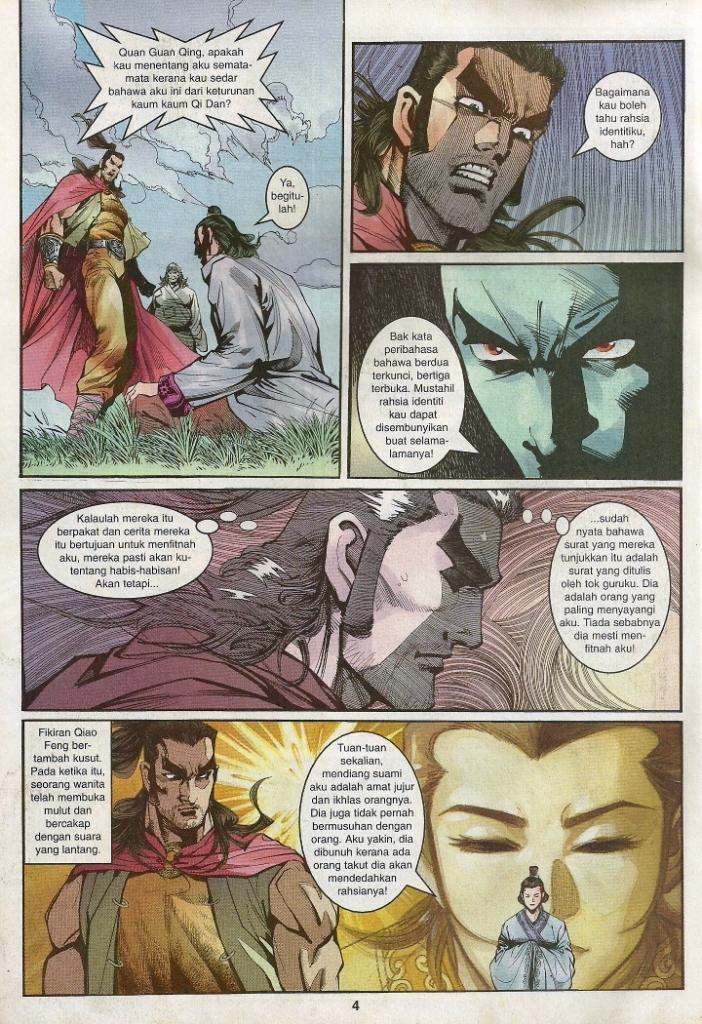 Quan Guan Qing, apakah
kau menentang aku semata-
mata kerana kau sedar
bahawa aku ini dari keturunan
kaum kaum Qi Dan?
Ya,
begitu-
lah!
Bagaimana
kau boleh
tahu rahsia
identitiku,
hah?
Bak kata
peribahasa
bahawa berdua
terkunci, bertiga
terbuka. Mustahil
rahsia identiti
kau dapat
disembunyikan
buat selama-
lamanya!
Kalaulah mereka itu
berpakat dan cerita mereka
itu bertujuan untuk menfitnah
aku, mereka pasti akan ku-
tentang habis-habisan!
Akan tetapi...
...sudah
nyata bahawa
surat yang mereka
tunjukkan itu adalah
surat yang ditulis
oleh tok guruku. Dia
adalah orang yang
paling menyayangi
aku. Tiada sebabnya
dia mesti men-
fitnah aku!
Fikiran Qiao
Feng ber-
tambah kusut.
Pada ketika itu,
seorang wanita
telah membuka
mulut dan
bercakap
dengan suara
yang lantang.
Tuan-tuan
sekalian,
mendiang suami
aku adalah amat jujur
dan ikhlas orangnya.
Dia juga tidak pernah
bermusuhan dengan
orang. Aku yakin, dia
dibunuh kerana ada
orang takut dia akan
mendedahkan
rahsianya!
4